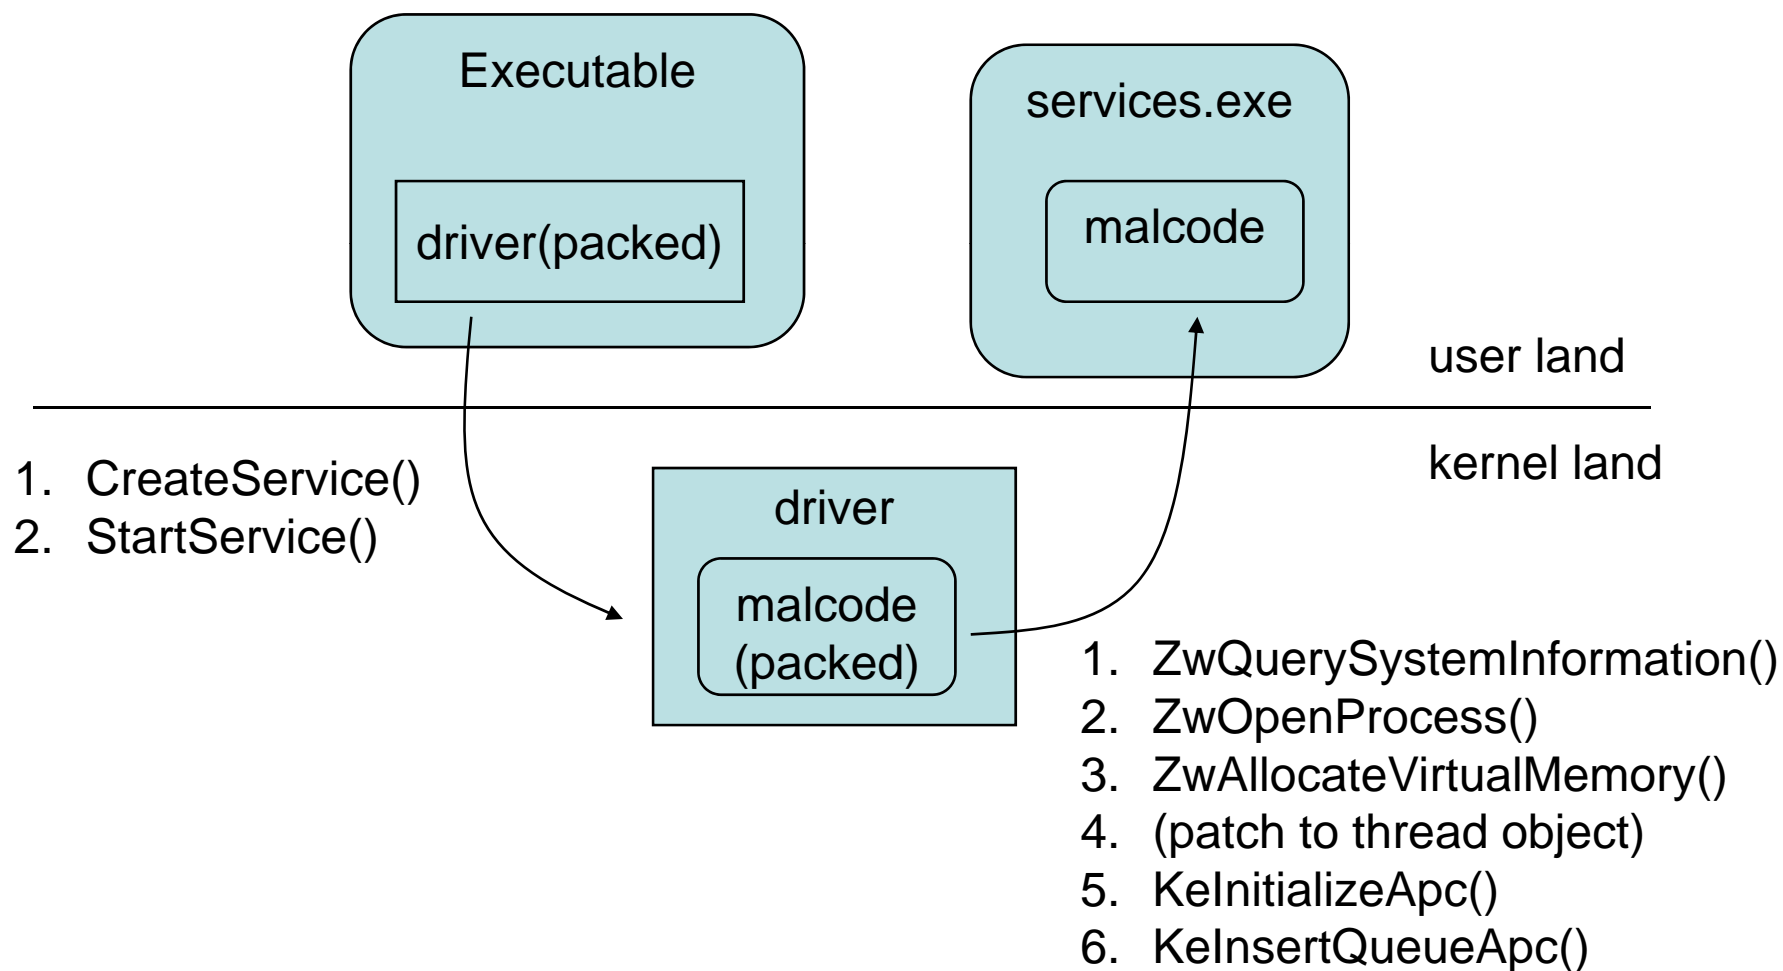 Executable
driver(packed)
services.exe
malcode
user land
kernel land
1. CreateService()
2. StartService()
driver
malcode
(packed)
1. ZwQuerySystemInformation()
2. ZwOpenProcess()
3. ZwAllocateVirtualMemory()
4. (patch to thread object)
5. KeInitializeApc()
6. KeInsertQueueApc()